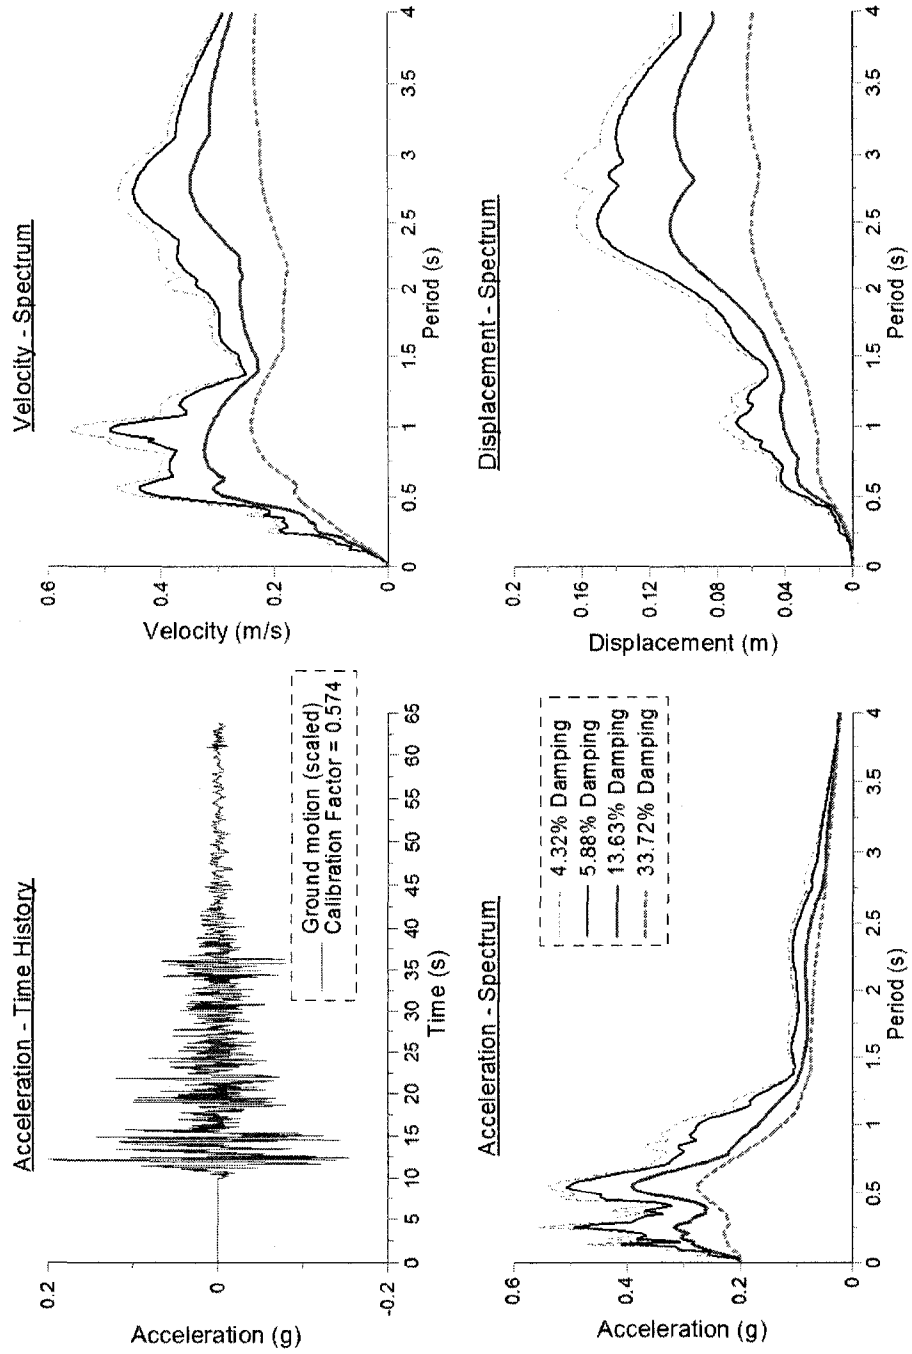 Acceleration - Time History
Acceleration (g)
0.2
0
-0.2
0 5 10 15 20 25 30 35 40 45 50 55 60 65
Time (s)
Ground motion (scaled)
Calibration Factor = 0.574
Velocity - Spectrum
Velocity (m/s)
0.6
0.4
0.2
0
0 0.5 1 1.5 2 2.5 3 3.5 4
Period (s)
Acceleration - Spectrum
Acceleration (g)
0.6
0.4
0.2
0
0 0.5 1 1.5 2 2.5 3 3.5 4
Period (s)
4.32% Damping
5.88% Damping
13.63% Damping
33.72% Damping
Displacement - Spectrum
Displacement (m)
0.2
0.16
0.12
0.08
0.04
0
0 0.5 1 1.5 2 2.5 3 3.5 4
Period (s)